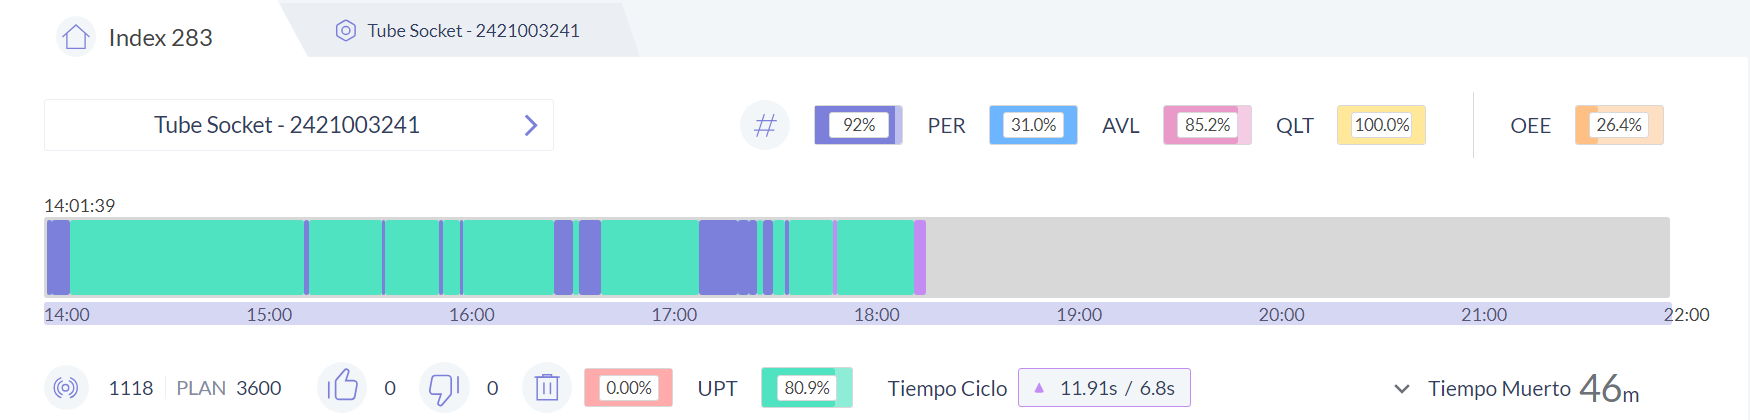 Index 283
Tube Socket - 2421003241
Tube Socket - 2421003241
# 92% PER 31.0% AVL 85.2% QLT 100.0% OEE 26.4%
14:01:39
14:00 15:00 16:00 17:00 18:00 19:00 20:00 21:00 22:00
1118 PLAN 3600 0 0 0.00% UPT 80.9% Tiempo Ciclo ▲ 11.91s / 6.8s Tiempo Muerto 46m